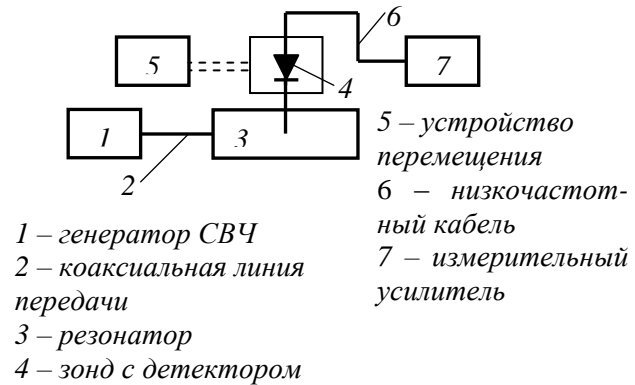 6
5
7
4
1
3
2
5 – устройство
перемещения
6 – низкочастот-
ный кабель
7 – измерительный
усилитель
1 – генератор СВЧ
2 – коаксиальная линия
передачи
3 – резонатор
4 – зонд с детектором